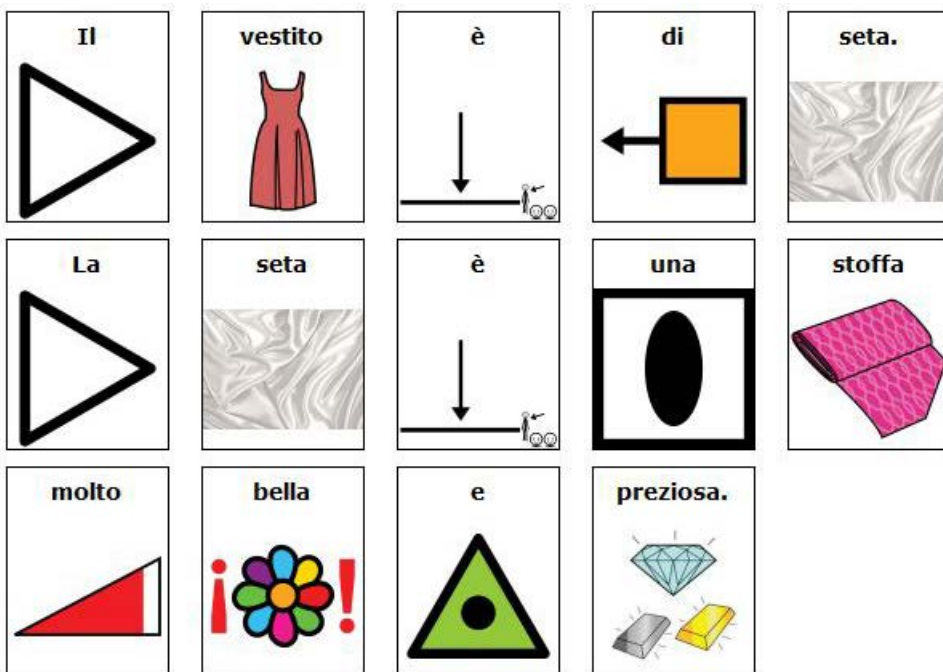 Il vestito è di seta.
La seta è una stoffa
molto bella e preziosa.